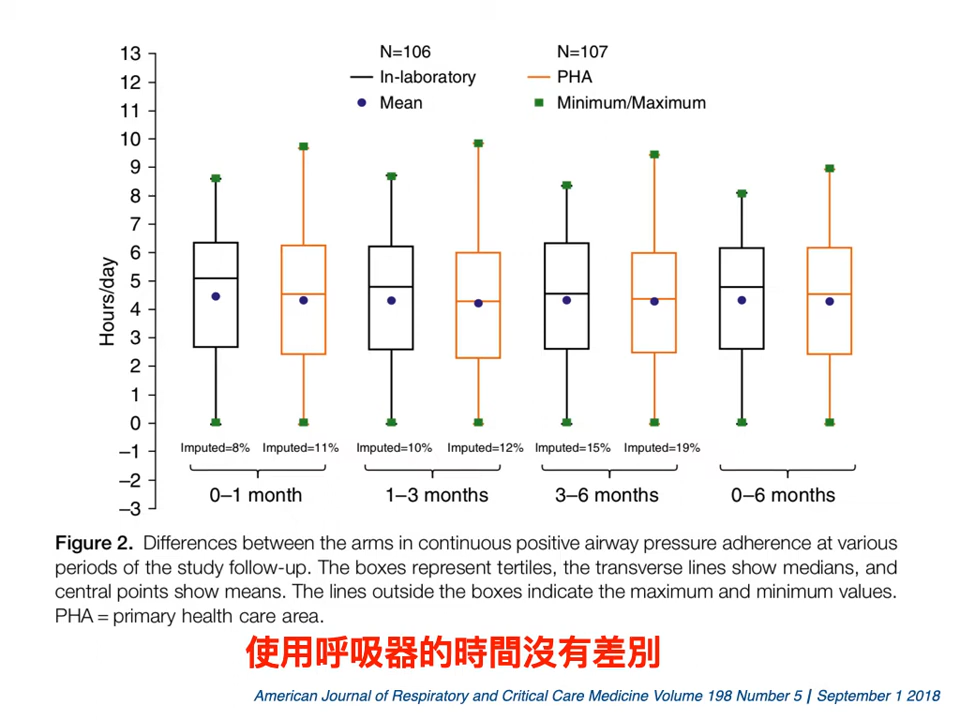 13
12
11
10
9
8
7
6
5
4
3
2
1
0
−1
−2
−3
Hours/day
N=106
N=107
In-laboratory
PHA
Mean
Minimum/Maximum
Imputed=8%
Imputed=11%
Imputed=10%
Imputed=12%
Imputed=15%
Imputed=19%
0–1 month
1–3 months
3–6 months
0–6 months
Figure 2. Differences between the arms in continuous positive airway pressure adherence at various
periods of the study follow-up. The boxes represent tertiles, the transverse lines show medians, and
central points show means. The lines outside the boxes indicate the maximum and minimum values.
PHA = primary health care area.
使用呼吸器的時間沒有差別
American Journal of Respiratory and Critical Care Medicine Volume 198 Number 5 | September 1 2018